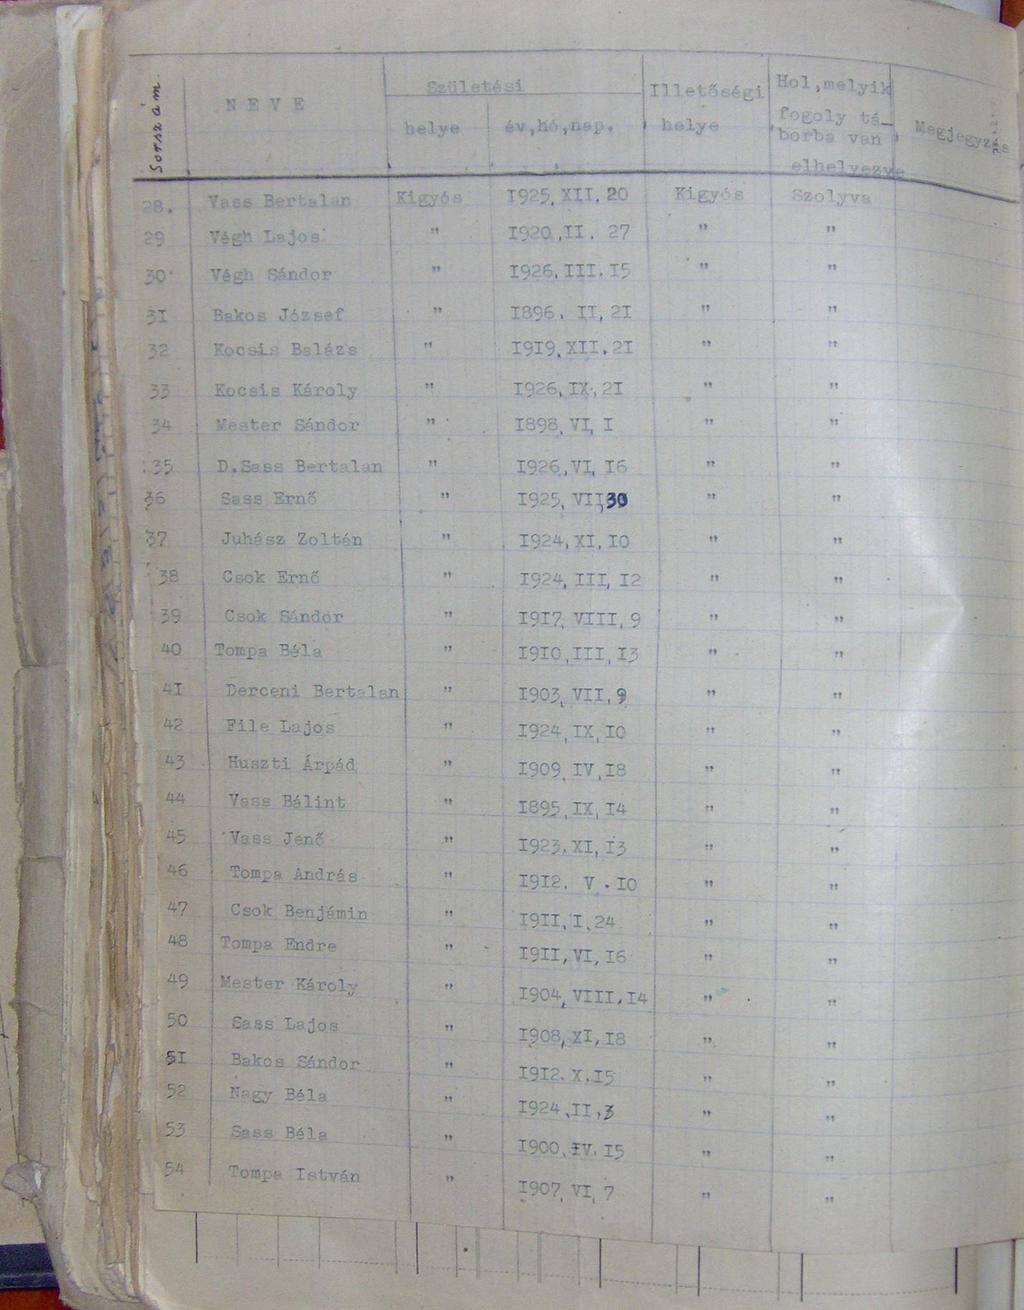 Sorszám. NEVE Születési helye év,hó,nap. Illetőségi helye Hol,melyik fogoly tá_ borba van elhelyezve Megjegyzés
28. Vass Bertalan Kigyós 1925, XII. 20 Kigyós Szolyva
29 Végh Lajos " 1920.,II. 27 " "
30 Végh Sándor " 1926. III. 15 " "
31 Bakos József " 1896. II, 21 " "
32 Kocsis Balázs " 1919, XII. 21 " "
33 Kocsis Károly " 1926, IX, 21 " "
34 Mester Sándor " 1898, VI, I " "
35 D.Sass Bertalan " 1926, VI, 16 " "
36 Sass Ernő " 1925, VII,30 " "
37 Juhász Zoltán " 1924, XI, 10 " "
38 Csok Ernő " 1924, III, 12 " "
39 Csok Sándor " 1917, VIII, 9 " "
40 Tompa Béla " 1910, III, 13 " "
41 Derceni Bertalan " 1903, VII, 9 " "
42 File Lajos " 1924, IX, 10 " "
43 Huszti Árpád " 1909, IV, 18 " "
44 Vass Bálint " 1895, IX, 14 " "
45 Vass Jenő " 1923. XI, 13 " "
46 Tompa András " 1912. V . 10 " "
47 Csok Benjámin " 1911, I, 24 " "
48 Tompa Endre " 1911, VI, 16 " "
49 Mester Károly " 1904, VIII, 14 " "
50 Sass Lajos " 1908, XI, 18 " "
51 Bakos Sándor " 1912. X. 15 " "
52 Nagy Béla " 1924, II, 3 " "
53 Sass Béla " 1900, IV. 15 " "
54 Tompa István " 1907, VI, 7 " "